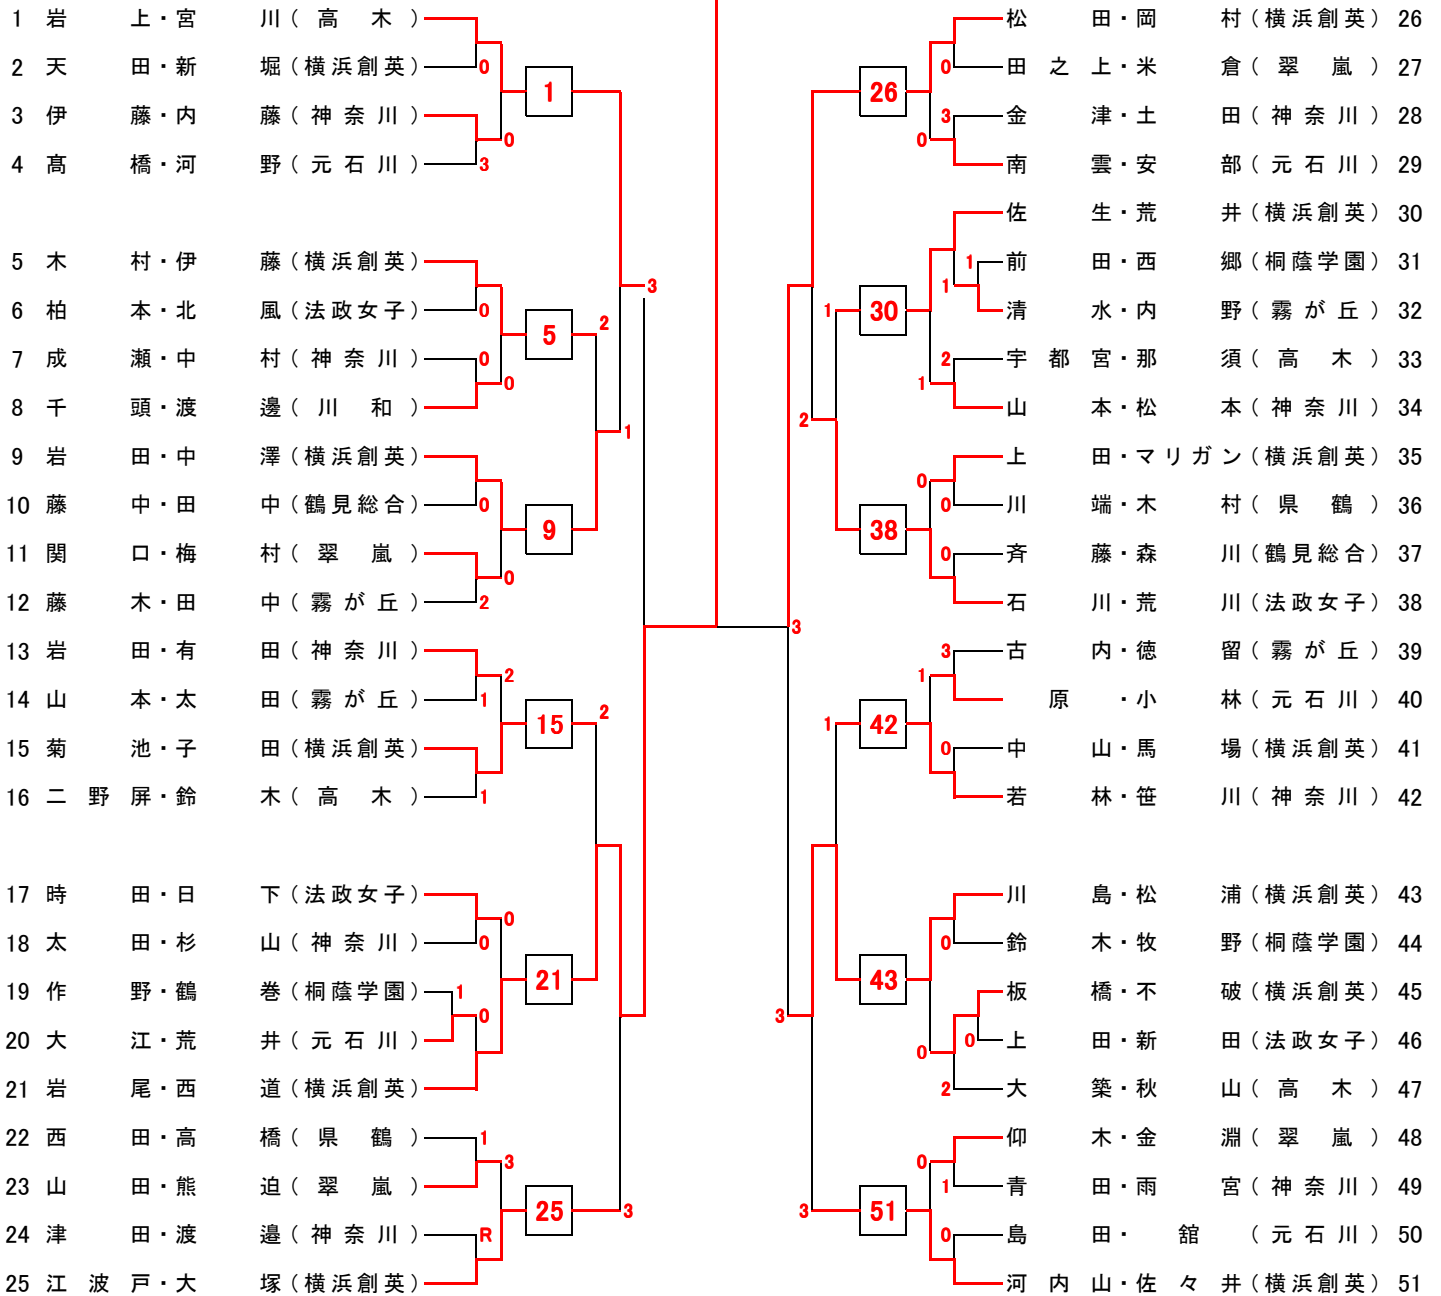 1 岩 上・宮 川（高 木）
2 天 田・新 堀（横浜創英）
0
1
3 伊 藤・内 藤（神奈川）
0
4 髙 橋・河 野（元石川）
3
5 木 村・伊 藤（横浜創英）
3
6 柏 本・北 風（法政女子）
0
5
2
7 成 瀬・中 村（神奈川）
0
0
8 千 頭・渡 邊（川 和）
1
9 岩 田・中 澤（横浜創英）
10 藤 中・田 中（鶴見総合）
0
9
11 関 口・梅 村（翠 嵐）
0
12 藤 木・田 中（霧が丘）
2
13 岩 田・有 田（神奈川）
2
14 山 本・太 田（霧が丘）
1
15
2
15 菊 池・子 田（横浜創英）
16 二 野 屏・鈴 木（高 木）
1
17 時 田・日 下（法政女子）
0
18 太 田・杉 山（神奈川）
0
21
19 作 野・鶴 巻（桐蔭学園）
1
0
20 大 江・荒 井（元石川）
21 岩 尾・西 道（横浜創英）
22 西 田・高 橋（県 鶴）
1
3
23 山 田・熊 迫（翠 嵐）
25
3
24 津 田・渡 邉（神奈川）
R
25 江 波 戸・大 塚（横浜創英）
松 田・岡 村（横浜創英） 26
0
田 之 上・米 倉（翠 嵐） 27
26
3
金 津・土 田（神奈川） 28
0
南 雲・安 部（元石川） 29
佐 生・荒 井（横浜創英） 30
1
前 田・西 郷（桐蔭学園） 31
1
1
30
清 水・内 野（霧が丘） 32
2
宇 都 宮・那 須（高 木） 33
1
山 本・松 本（神奈川） 34
2
上 田・マリガン（横浜創英） 35
0
0
川 端・木 村（県 鶴） 36
38
0
斉 藤・森 川（鶴見総合） 37
石 川・荒 川（法政女子） 38
3
3
古 内・徳 留（霧が丘） 39
1
原 ・小 林（元石川） 40
1
42
0
中 山・馬 場（横浜創英） 41
若 林・笹 川（神奈川） 42
川 島・松 浦（横浜創英） 43
0
鈴 木・牧 野（桐蔭学園） 44
43
板 橋・不 破（横浜創英） 45
3
0
上 田・新 田（法政女子） 46
0
2
大 築・秋 山（高 木） 47
仰 木・金 淵（翠 嵐） 48
0
1
青 田・雨 宮（神奈川） 49
3
51
0
島 田・ 舘 （元石川） 50
河 内 山・佐 々 井（横浜創英） 51